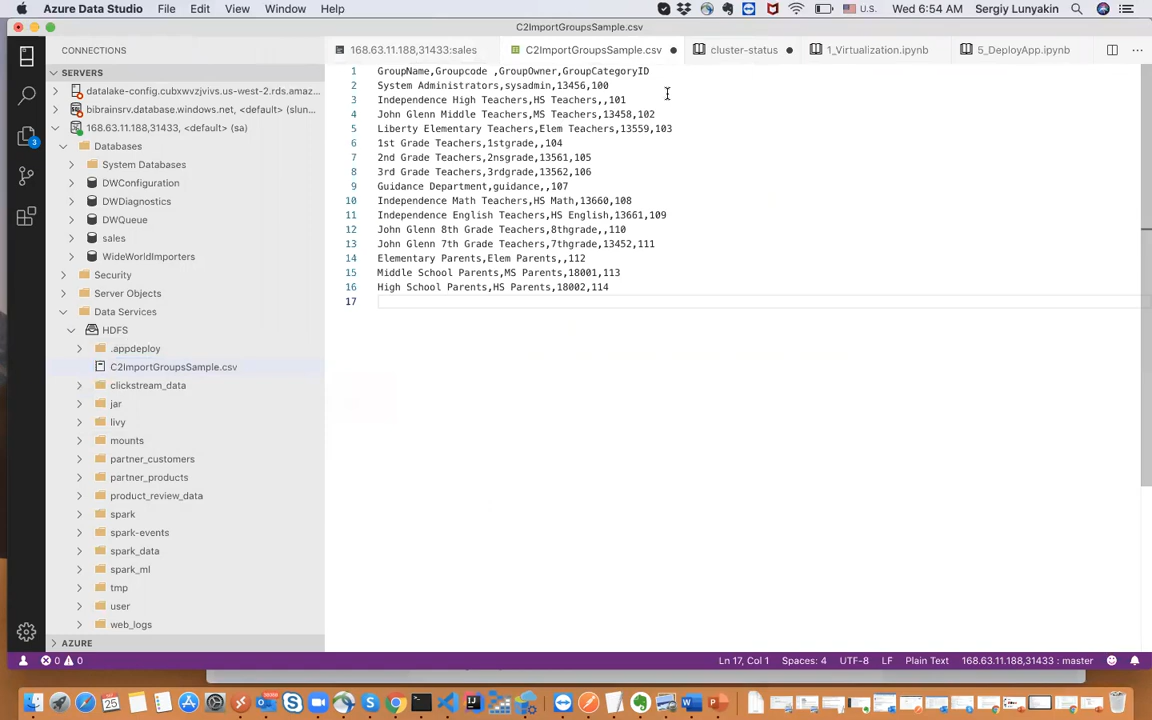 Azure Data Studio File Edit View Window Help
U.S. Wed 6:54 AM Sergiy Lunyakin
C2ImportGroupsSample.csv
CONNECTIONS
168.63.11.188,31433:sales
C2ImportGroupsSample.csv
cluster-status
1_Virtualization.ipynb
5_DeployApp.ipynb
SERVERS
datalake-config.cubxwvzjvivs.us-west-2.rds.amaz...
bibrainsrv.database.windows.net, <default> (slun...
168.63.11.188,31433, <default> (sa)
Databases
System Databases
DWConfiguration
DWDiagnostics
DWQueue
sales
WideWorldImporters
Security
Server Objects
Data Services
HDFS
.appdeploy
C2ImportGroupsSample.csv
clickstream_data
jar
livy
mounts
partner_customers
partner_products
product_review_data
spark
spark-events
spark_data
spark_ml
tmp
user
web_logs
AZURE
3
1 GroupName,Groupcode ,GroupOwner,GroupCategoryID
2 System Administrators,sysadmin,13456,100
3 Independence High Teachers,HS Teachers,,101
4 John Glenn Middle Teachers,MS Teachers,13458,102
5 Liberty Elementary Teachers,Elem Teachers,13559,103
6 1st Grade Teachers,1stgrade,,104
7 2nd Grade Teachers,2nsgrade,13561,105
8 3rd Grade Teachers,3rdgrade,13562,106
9 Guidance Department,guidance,,107
10 Independence Math Teachers,HS Math,13660,108
11 Independence English Teachers,HS English,13661,109
12 John Glenn 8th Grade Teachers,8thgrade,,110
13 John Glenn 7th Grade Teachers,7thgrade,13452,111
14 Elementary Parents,Elem Parents,,112
15 Middle School Parents,MS Parents,18001,113
16 High School Parents,HS Parents,18002,114
17
0 0
Ln 17, Col 1 Spaces: 4 UTF-8 LF Plain Text 168.63.11.188,31433 : master
25